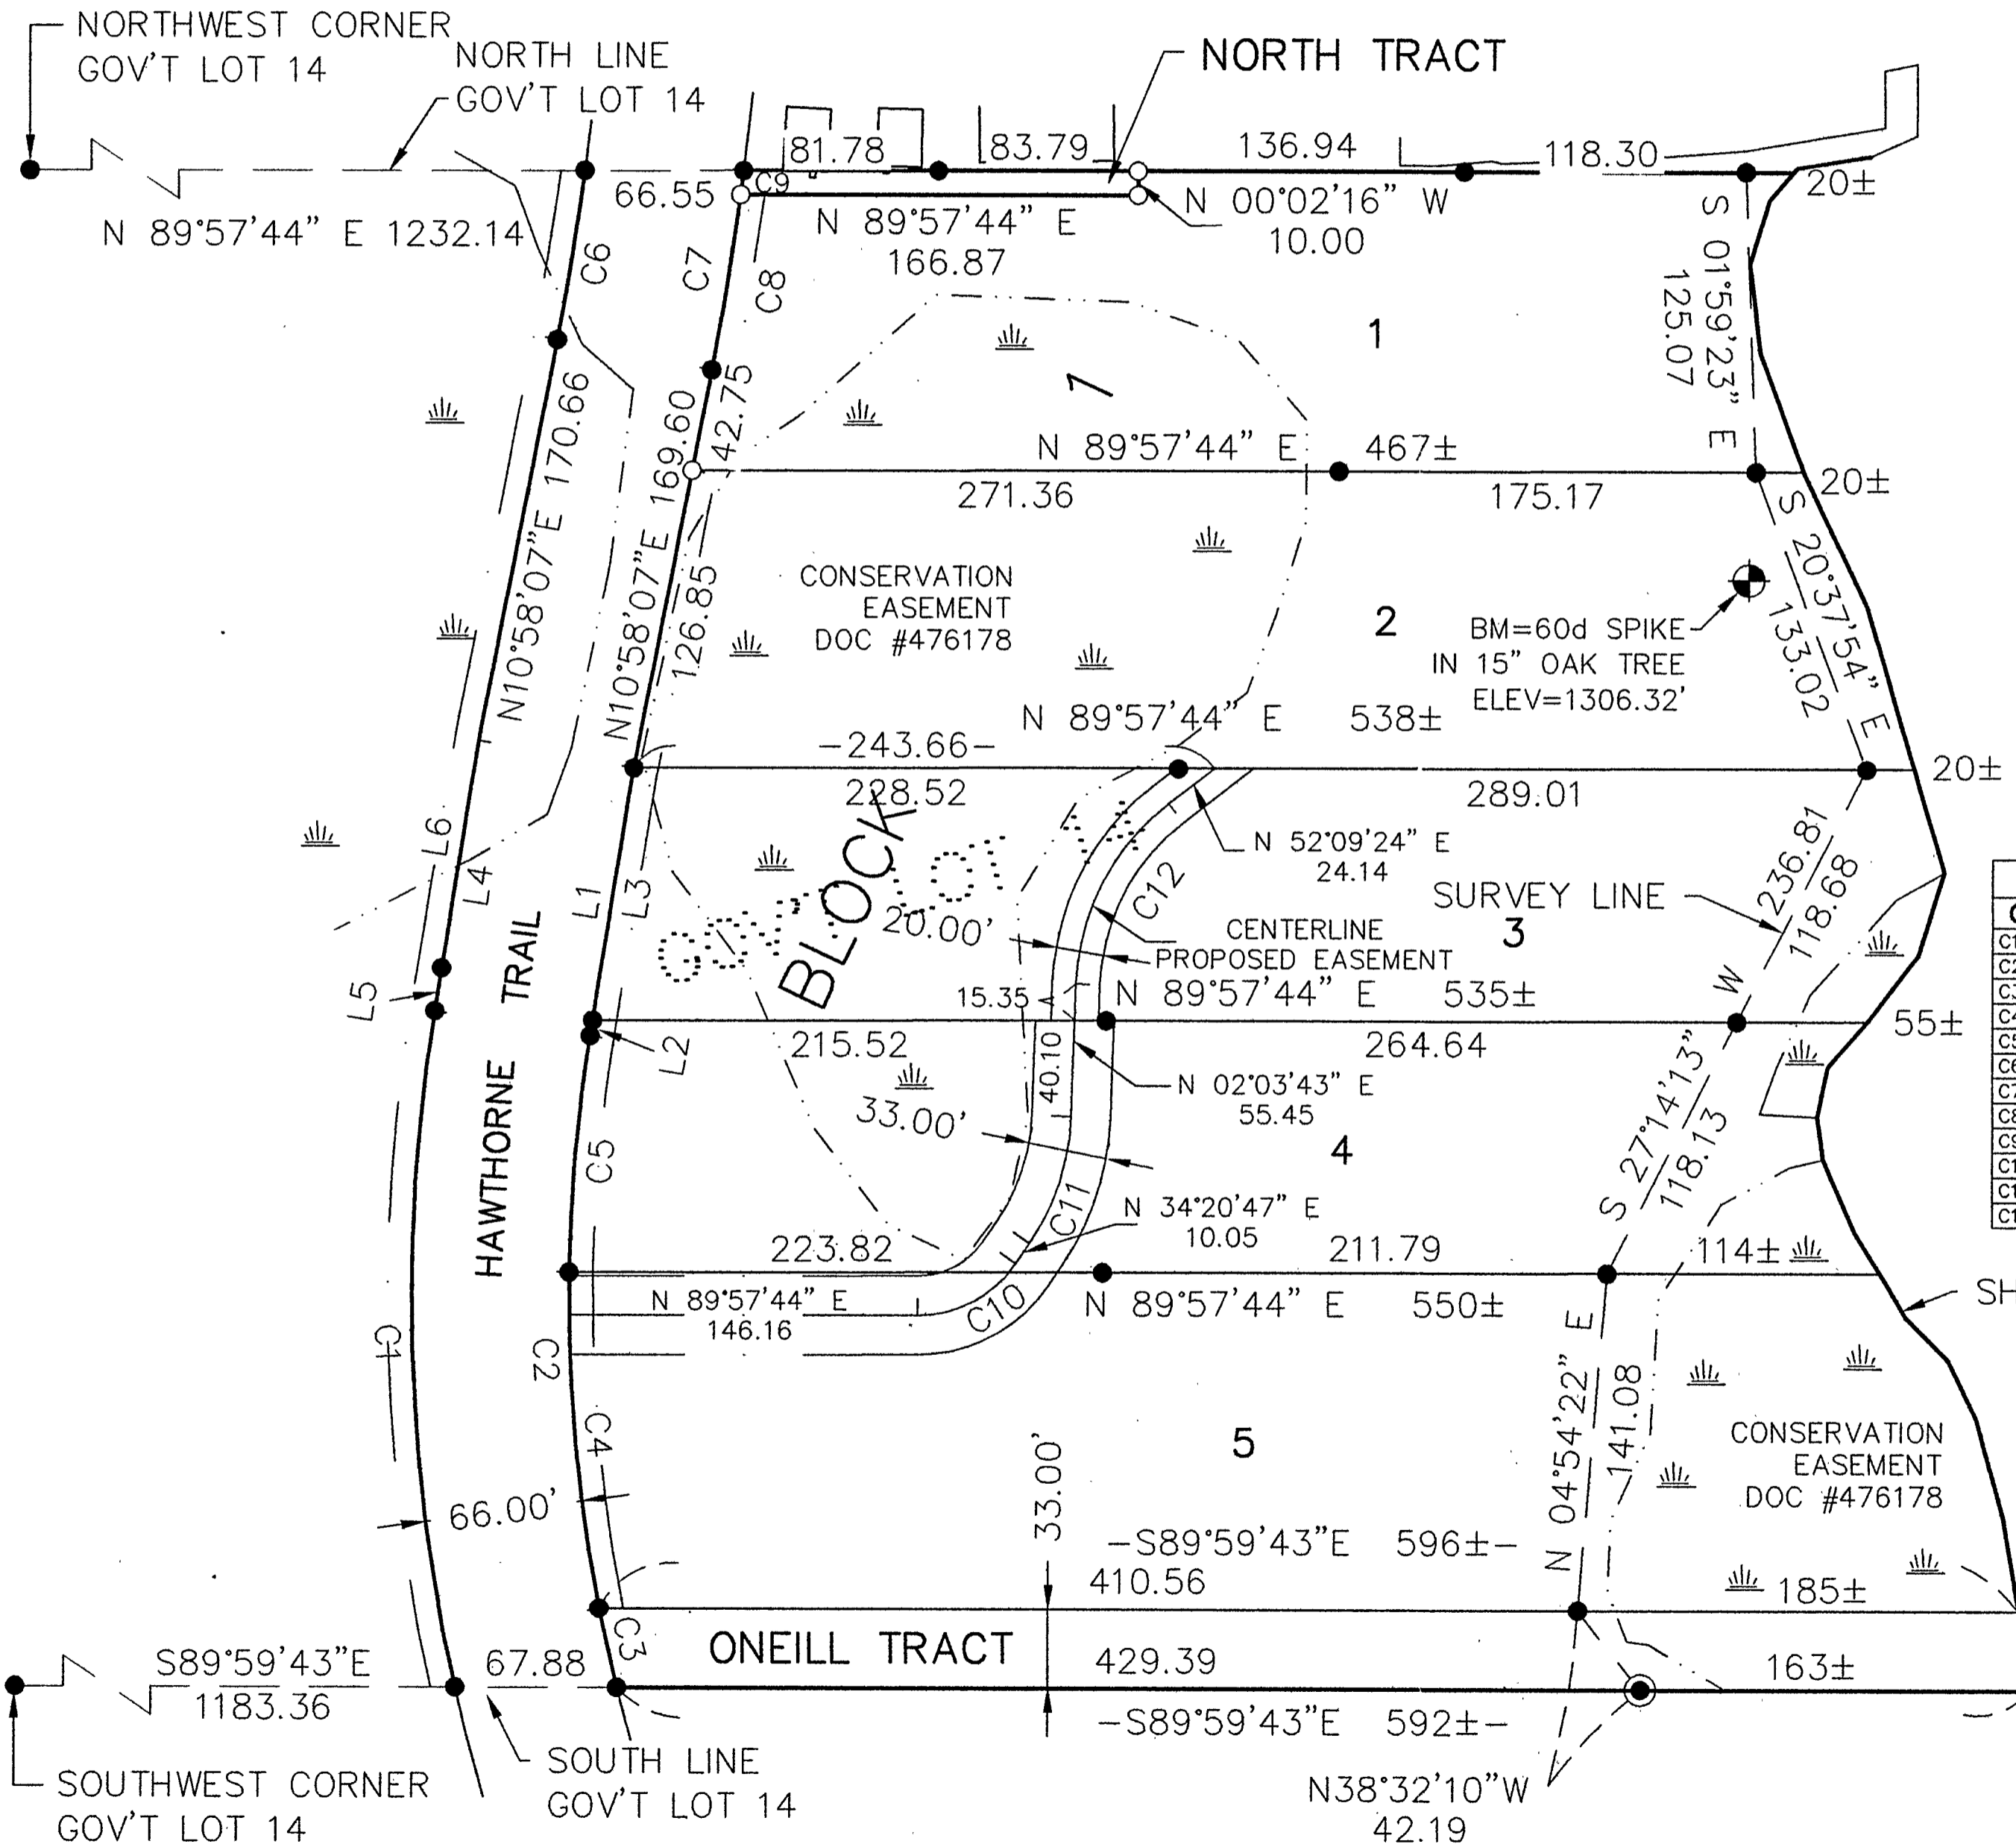 NORTHWEST CORNER
GOV'T LOT 14
NORTH LINE
GOV'T LOT 14
NORTH TRACT
81.78
83.79
136.94
118.30
20±
66.55
C9
N 89°57'44" E 1232.14
N 89°57'44" E
166.87
N 00°02'16" W
10.00
S 01°59'23" E
125.07
C6
C7
C8
1
1
N10°58'07"E 170.66
N10°58'07"E 169.60
42.75
126.85
N 89°57'44" E 467±
271.36
175.17
20±
S 20°37'54" E
133.02
CONSERVATION
EASEMENT
DOC #476178
2
BM=60d SPIKE
IN 15" OAK TREE
ELEV=1306.32'
N 89°57'44" E 538±
-243.66-
228.52
289.01
20±
L6
L4
L1
L3
BLOCK
GOV'T LOT 14
N 52°09'24" E
24.14
C12
236.81
118.68
SURVEY LINE
3
20.00'
CENTERLINE
PROPOSED EASEMENT
15.35
N 89°57'44" E 535±
215.52
264.64
55±
L5
L2
HAWTHORNE TRAIL
40.10
N 02°03'43" E
55.45
33.00'
S 27°14'13" W
118.13
4
C5
C11
N 34°20'47" E
10.05
223.82
211.79
114±
N 89°57'44" E
146.16
C10
N 89°57'44" E 550±
SH
C1
C2
C4
N 04°54'22" E
141.08
CONSERVATION
EASEMENT
DOC #476178
5
66.00'
33.00'
-S89°59'43"E 596±-
410.56
185±
C3
ONEILL TRACT
S89°59'43"E
1183.36
67.88
429.39
163±
-S89°59'43"E 592±-
SOUTHWEST CORNER
GOV'T LOT 14
SOUTH LINE
GOV'T LOT 14
N38°32'10"W
42.19